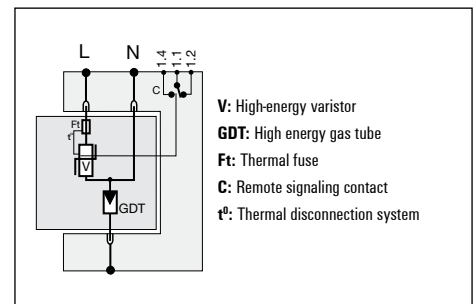 L N 1.4 1.1 1.2
C
Ft
t°
V
GDT
V: High-energy varistor
GDT: High energy gas tube
Ft: Thermal fuse
C: Remote signaling contact
t⁰: Thermal disconnection system